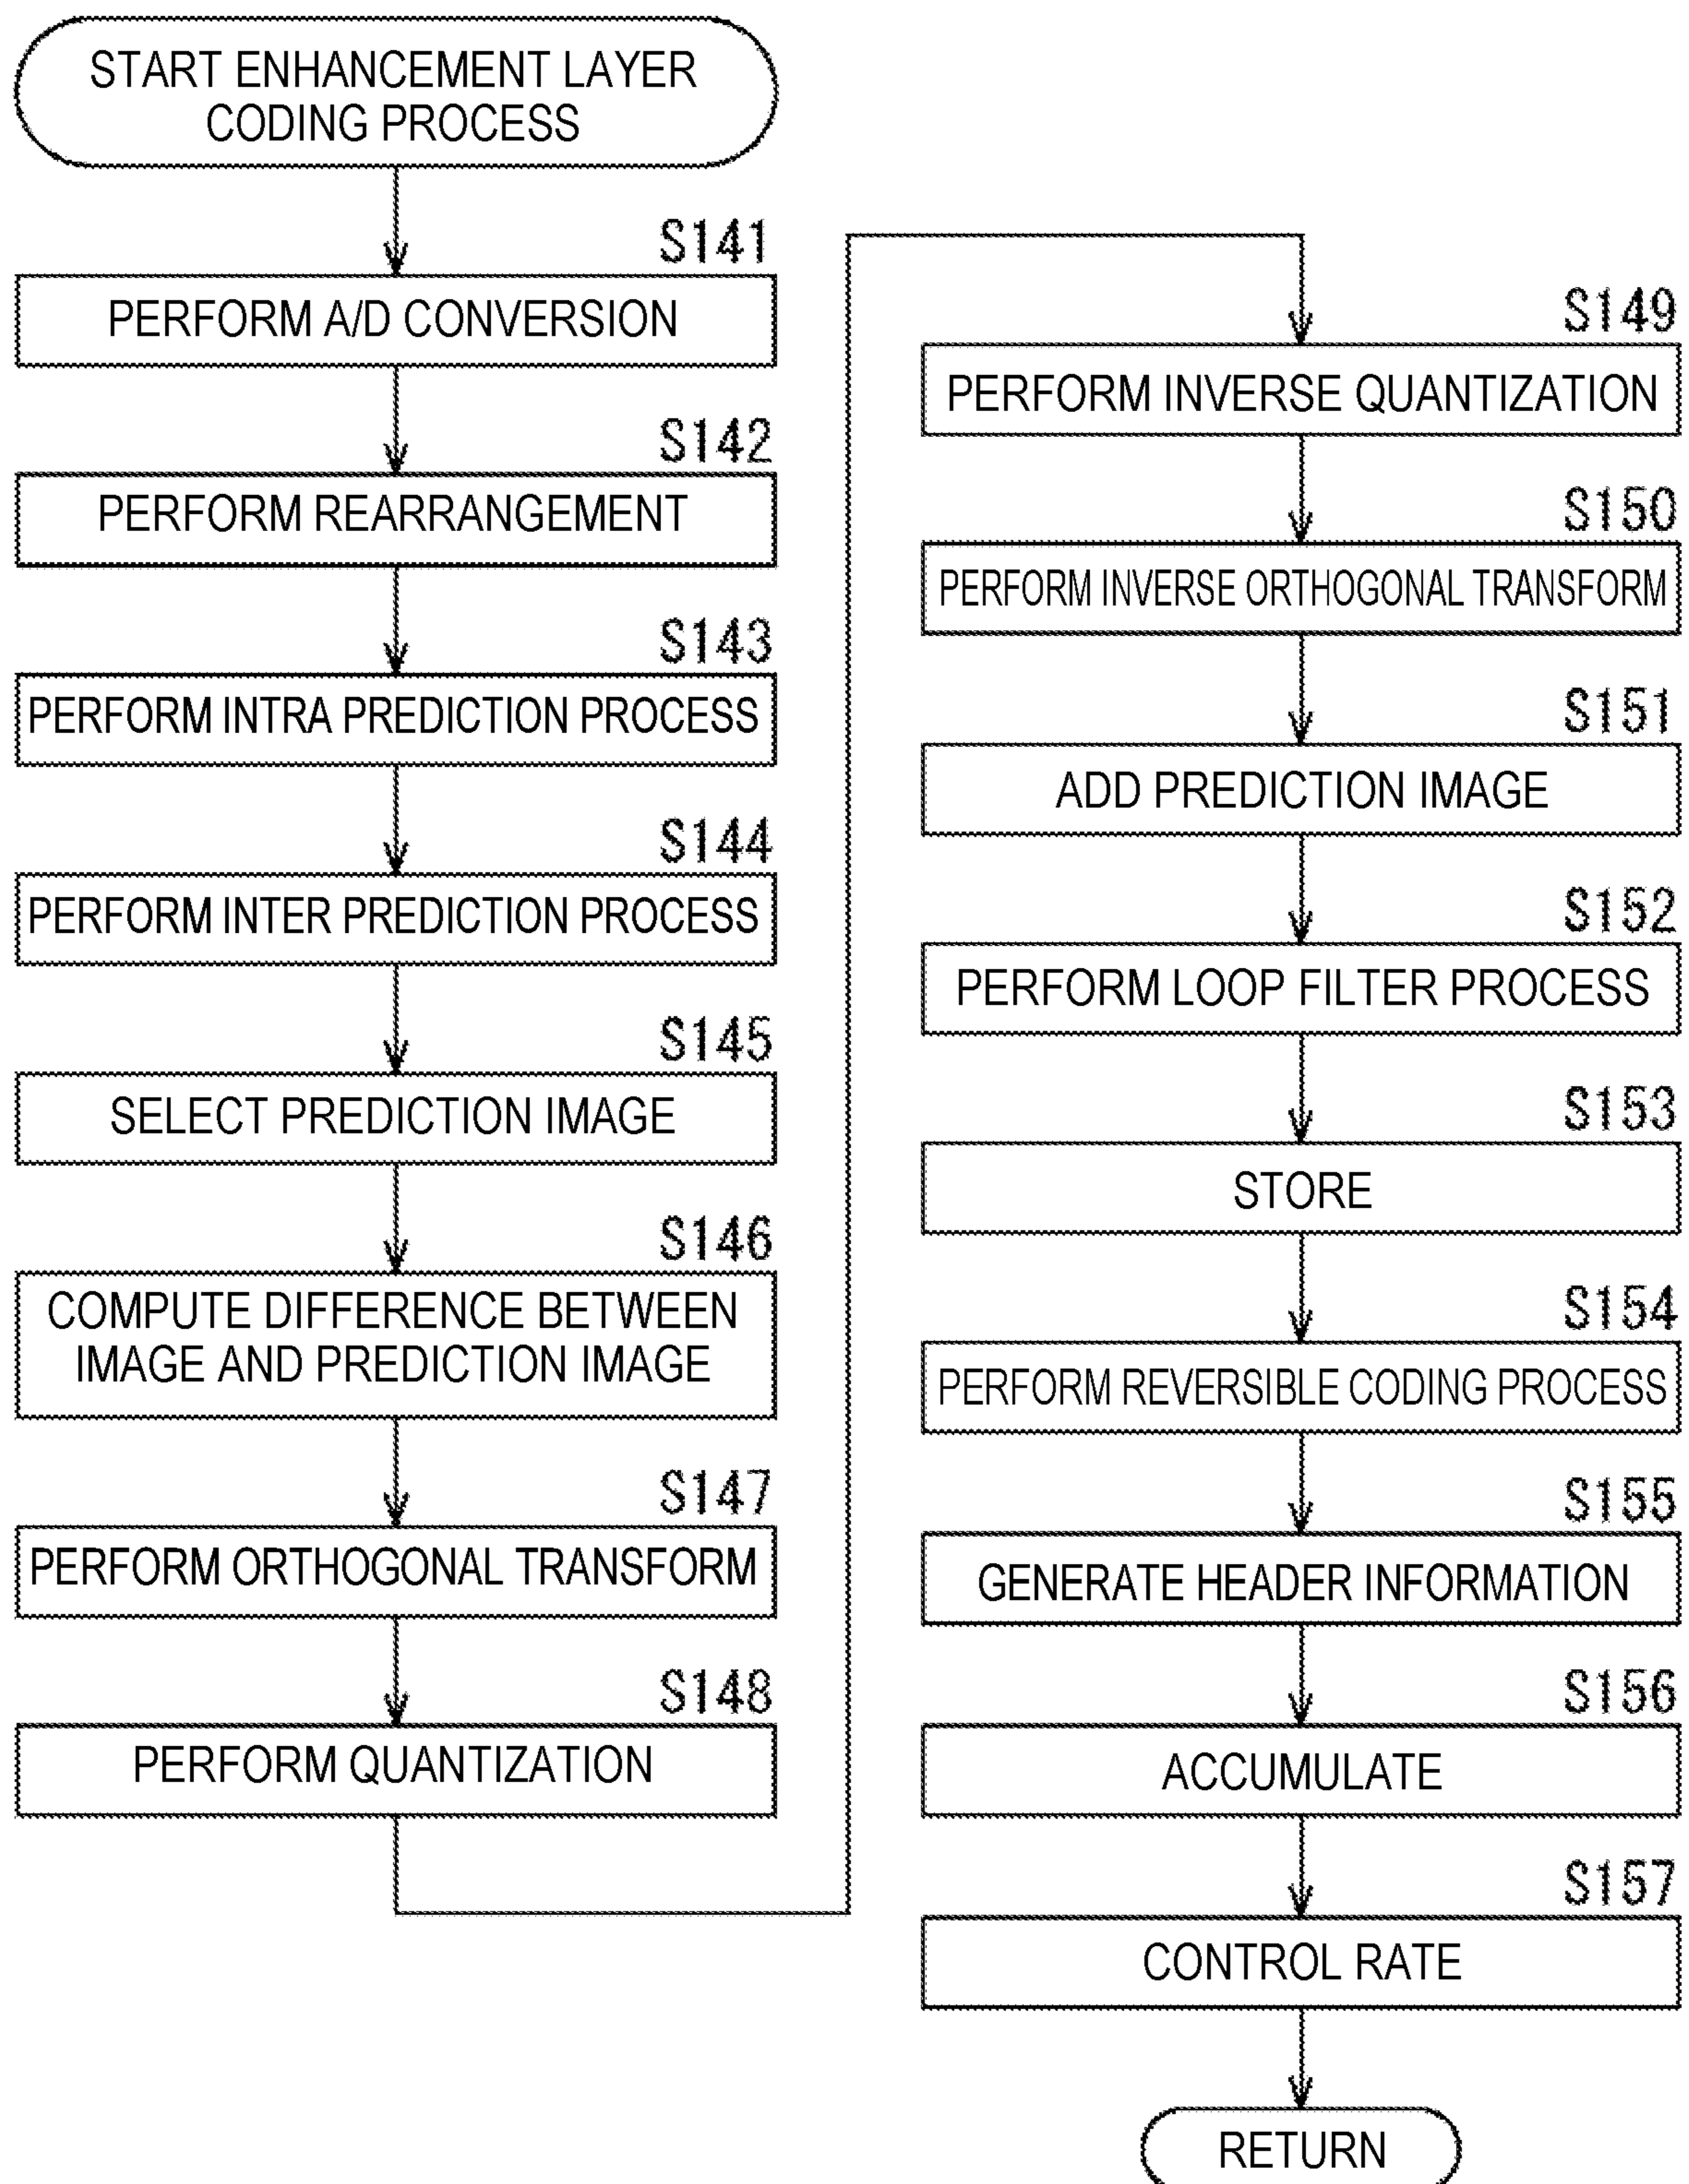 START ENHANCEMENT LAYER
CODING PROCESS
S141
PERFORM A/D CONVERSION
S142
PERFORM REARRANGEMENT
S143
PERFORM INTRA PREDICTION PROCESS
S144
PERFORM INTER PREDICTION PROCESS
S145
SELECT PREDICTION IMAGE
S146
COMPUTE DIFFERENCE BETWEEN
IMAGE AND PREDICTION IMAGE
S147
PERFORM ORTHOGONAL TRANSFORM
S148
PERFORM QUANTIZATION
S149
PERFORM INVERSE QUANTIZATION
S150
PERFORM INVERSE ORTHOGONAL TRANSFORM
S151
ADD PREDICTION IMAGE
S152
PERFORM LOOP FILTER PROCESS
S153
STORE
S154
PERFORM REVERSIBLE CODING PROCESS
S155
GENERATE HEADER INFORMATION
S156
ACCUMULATE
S157
CONTROL RATE
RETURN